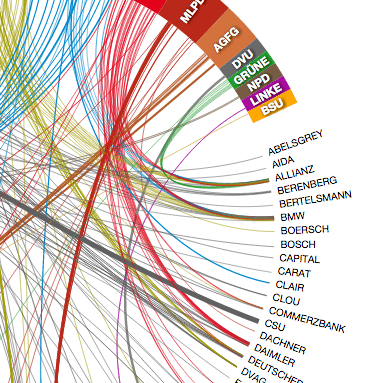 MLPD
AGFG
DVU
GRÜNE
NPD
LINKE
BSU
ABELSGREY
AIDA
ALLIANZ
BERENBERG
BERTELSMANN
BMW
BOERSCH
BOSCH
CAPITAL
CARAT
CLAIR
CLOU
COMMERZBANK
CSU
DACHNER
DAIMLER
DVAG